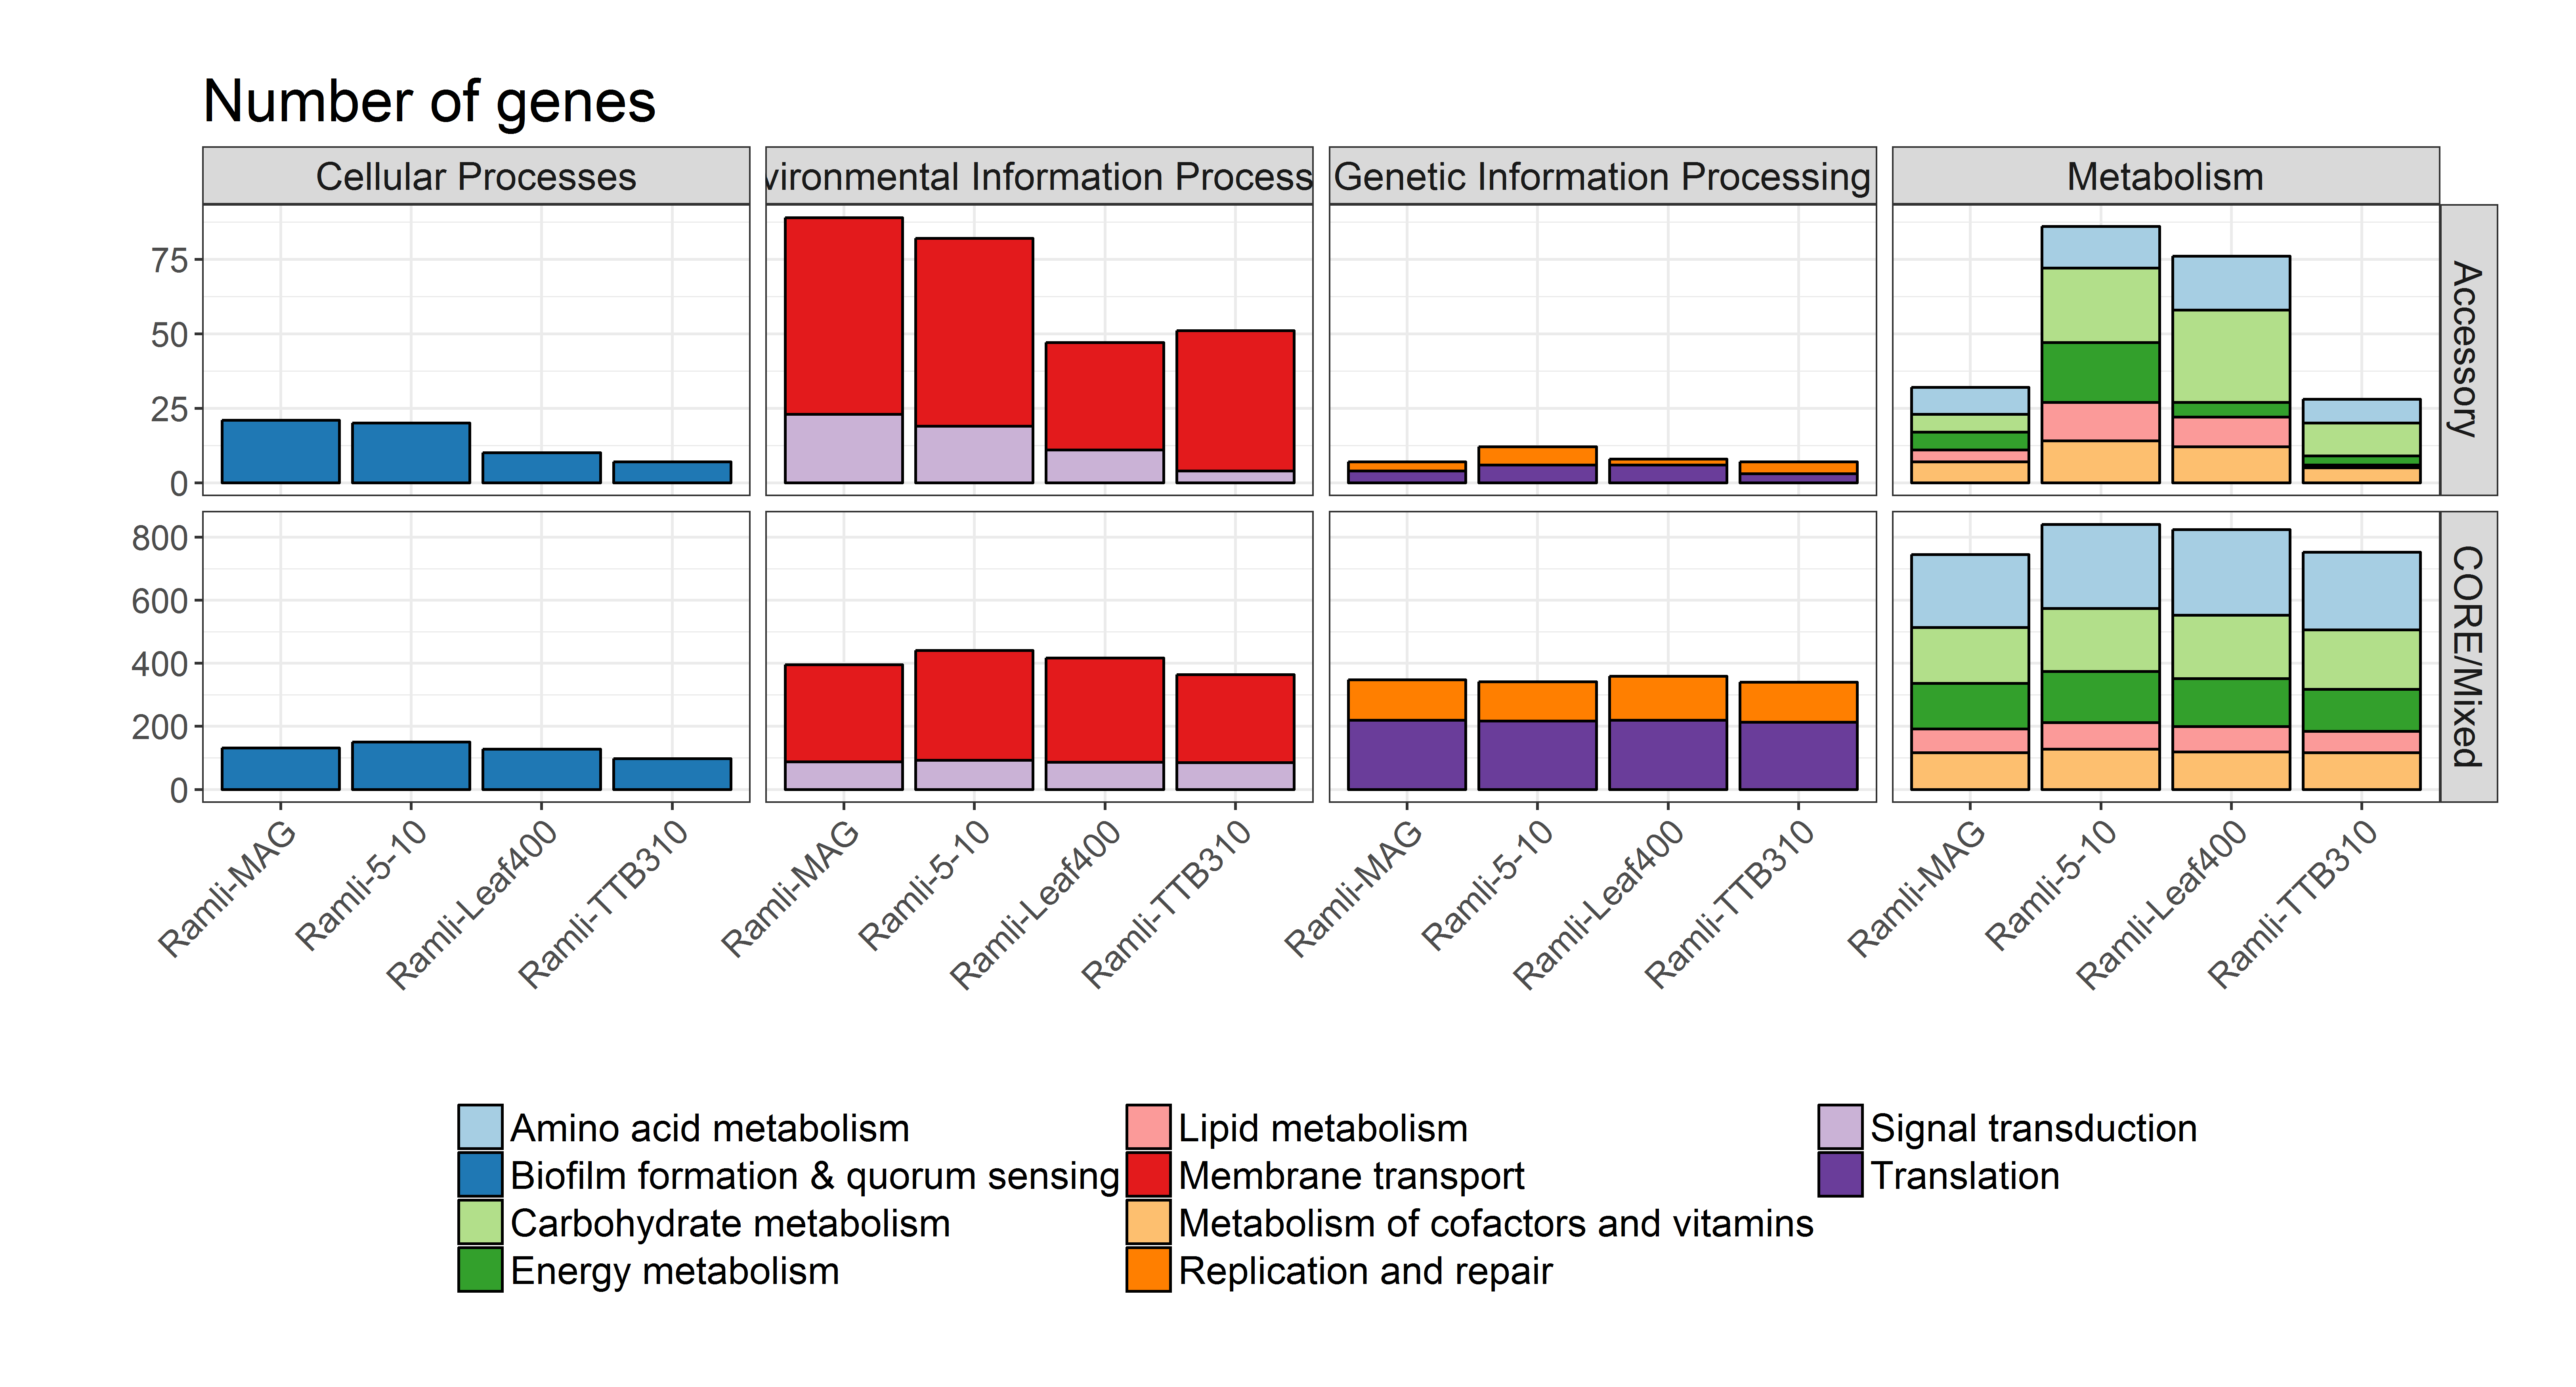 Number of genes
Cellular Processes
vironmental Information Process
Genetic Information Processing
Metabolism
75
50
25
0
Accessory
800
600
400
200
0
CORE/Mixed
Ramli-MAG
Ramli-5-10
Ramli-Leaf400
Ramli-TTB310
Ramli-MAG
Ramli-5-10
Ramli-Leaf400
Ramli-TTB310
Ramli-MAG
Ramli-5-10
Ramli-Leaf400
Ramli-TTB310
Ramli-MAG
Ramli-5-10
Ramli-Leaf400
Ramli-TTB310
Amino acid metabolism
Biofilm formation & quorum sensing
Carbohydrate metabolism
Energy metabolism
Lipid metabolism
Membrane transport
Metabolism of cofactors and vitamins
Replication and repair
Signal transduction
Translation